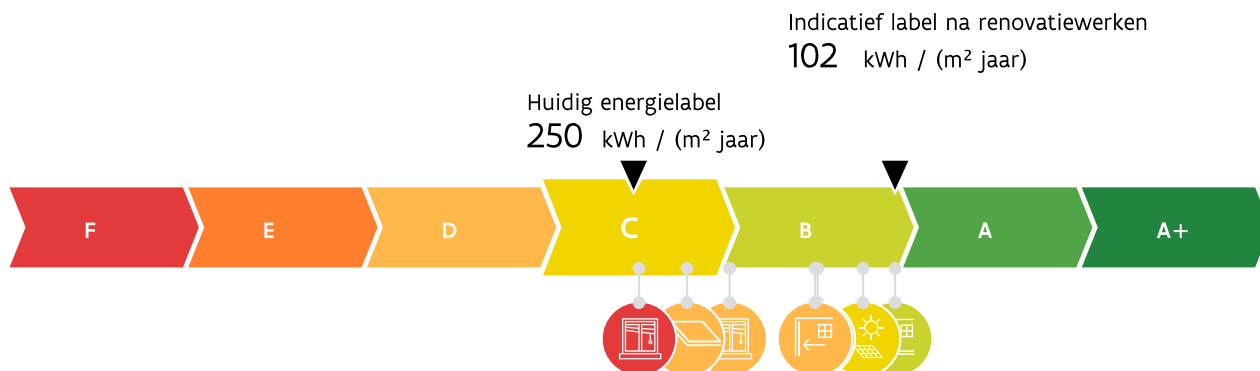 Indicatief label na renovatiewerken
102 kWh / (m² jaar)
Huidig energielabel
250 kWh / (m² jaar)
F E D C B A A+